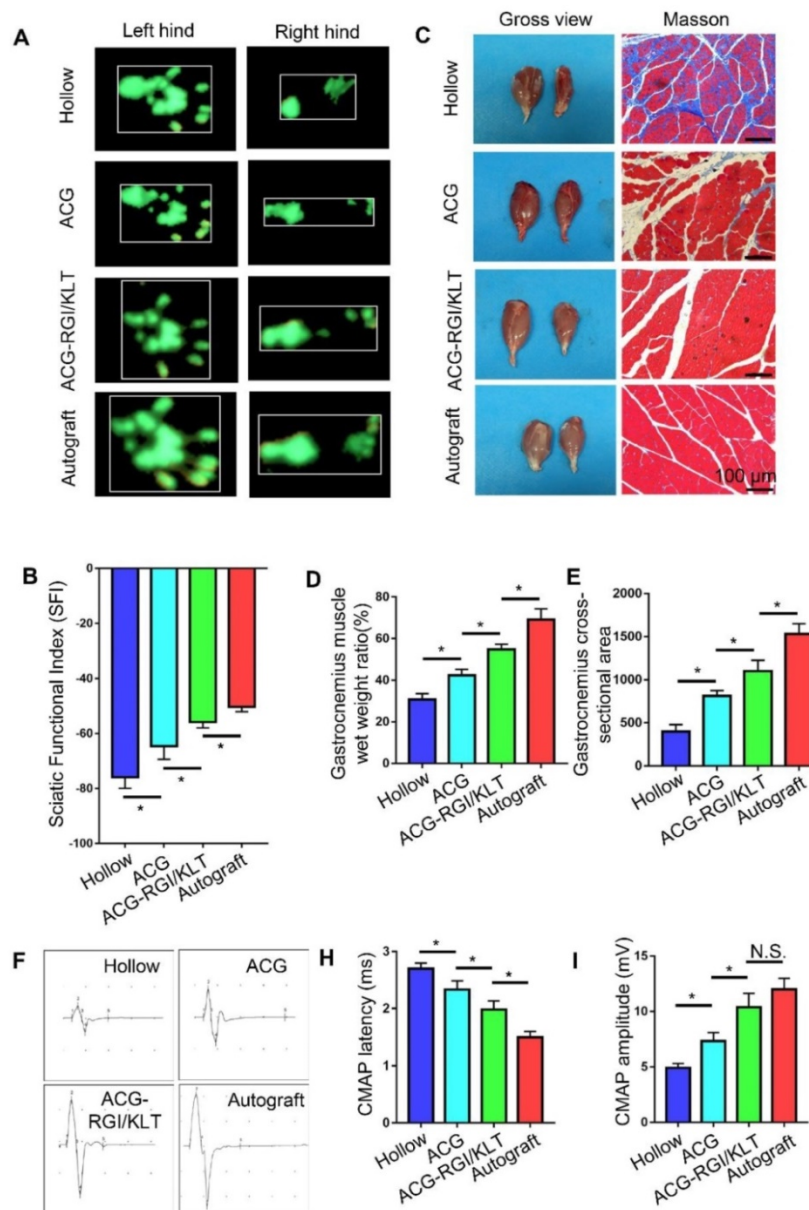 A
Left hind
Right hind
Hollow
ACG
ACG-RGI/KLT
Autograft
C
Gross view
Masson
Hollow
ACG
ACG-RGI/KLT
Autograft
100 μm
B
Sciatic Functional Index (SFI)
0
-20
-40
-60
-80
-100
*
*
*
Hollow
ACG
ACG-RGI/KLT
Autograft
D
Gastrocnemius muscle
wet weight ratio(%)
80
60
40
20
0
*
*
*
Hollow
ACG
ACG-RGI/KLT
Autograft
E
Gastrocnemius cross-
sectional area
2000
1500
1000
500
0
*
*
*
Hollow
ACG
ACG-RGI/KLT
Autograft
F
Hollow
ACG
ACG-
RGI/KLT
Autograft
H
CMAP latency (ms)
3
2
1
0
*
*
*
Hollow
ACG
ACG-RGI/KLT
Autograft
I
CMAP amplitude (mV)
15
10
5
0
*
*
N.S.
Hollow
ACG
ACG-RGI/KLT
Autograft